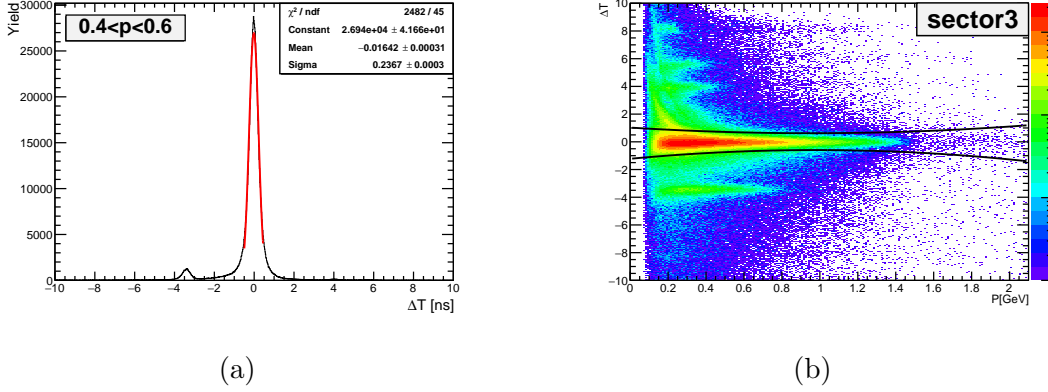 0.4<p<0.6
χ² / ndf 2482 / 45
Constant 2.694e+04 ± 4.166e+01
Mean −0.01642 ± 0.00031
Sigma 0.2367 ± 0.0003
Yield
30000
25000
20000
15000
10000
5000
0
−10 −8 −6 −4 −2 0 2 4 6 8 10
ΔT [ns]
(a)
sector3
ΔT
10
8
6
4
2
0
−2
−4
−6
−8
−10
0 0.2 0.4 0.6 0.8 1 1.2 1.4 1.6 1.8 2
P[GeV]
(b)